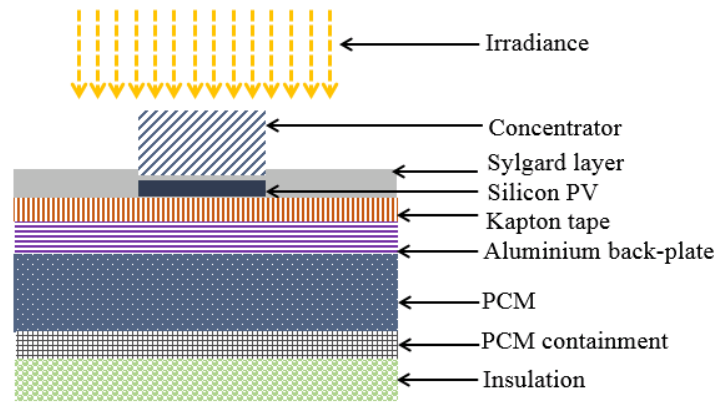 Irradiance
Concentrator
Sylgard layer
Silicon PV
Kapton tape
Aluminium back-plate
PCM
PCM containment
Insulation